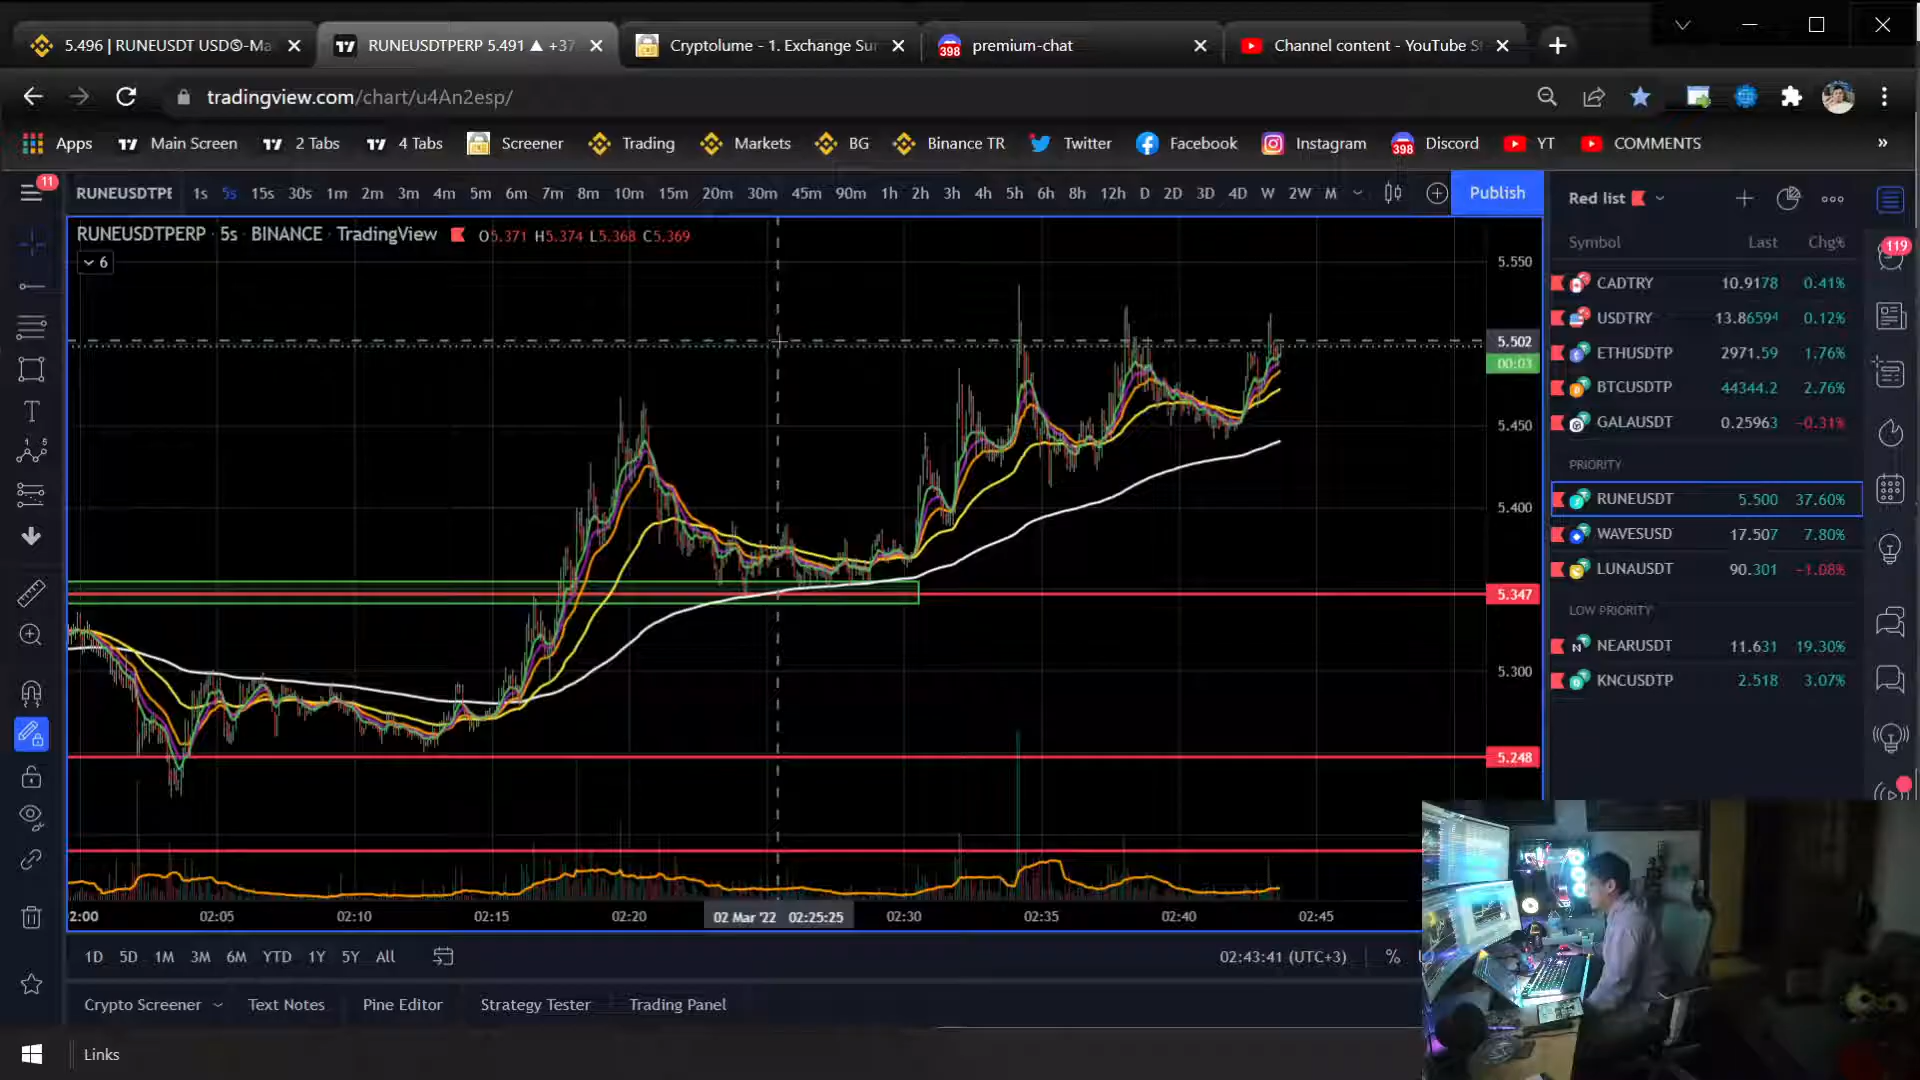 5.496 | RUNEUSDT USDⓈ-Ma
RUNEUSDTPERP 5.491 ▲ +37
Cryptolume - 1. Exchange Sur
398 premium-chat
Channel content - YouTube St
tradingview.com/chart/u4An2esp/
Apps Main Screen 2 Tabs 4 Tabs Screener Trading Markets BG Binance TR Twitter Facebook Instagram 398 Discord YT COMMENTS »
11 RUNEUSDTPE 1s 5s 15s 30s 1m 2m 3m 4m 5m 6m 7m 8m 10m 15m 20m 30m 45m 90m 1h 2h 3h 4h 5h 6h 8h 12h D 2D 3D 4D W 2W M Publish
RUNEUSDTPERP · 5s · BINANCE · TradingView O5.371 H5.374 L5.368 C5.369
6
5.550
5.502
00:03
5.450
5.400
5.347
5.300
5.248
2:00 02:05 02:10 02:15 02:20 02 Mar '22 02:25:25 02:30 02:35 02:40 02:45
1D 5D 1M 3M 6M YTD 1Y 5Y All 02:43:41 (UTC+3) %
Crypto Screener Text Notes Pine Editor Strategy Tester Trading Panel
Links
Red list
119
Symbol Last Chg%
CADTRY 10.9178 0.41%
USDTRY 13.8659⁴ 0.12%
ETHUSDTP 2971.59 1.76%
BTCUSDTP 44344.2 2.76%
GALAUSDT 0.25963 −0.31%
PRIORITY
RUNEUSDT 5.500 37.60%
WAVESUSD 17.507 7.80%
LUNAUSDT 90.301 −1.08%
LOW PRIORITY
NEARUSDT 11.631 19.30%
KNCUSDTP 2.518 3.07%